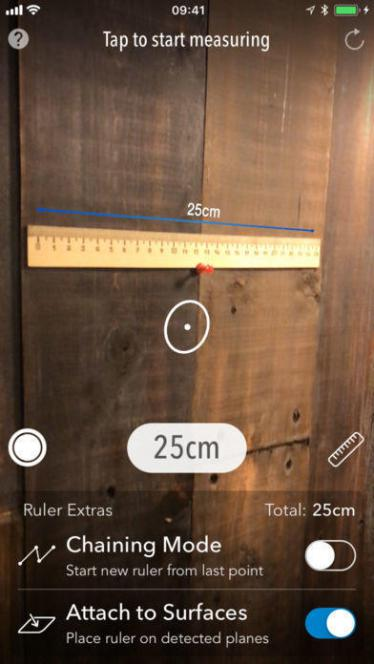 09:41
?
Tap to start measuring
25cm
25cm
Ruler Extras
Total: 25cm
Chaining Mode
Start new ruler from last point
Attach to Surfaces
Place ruler on detected planes